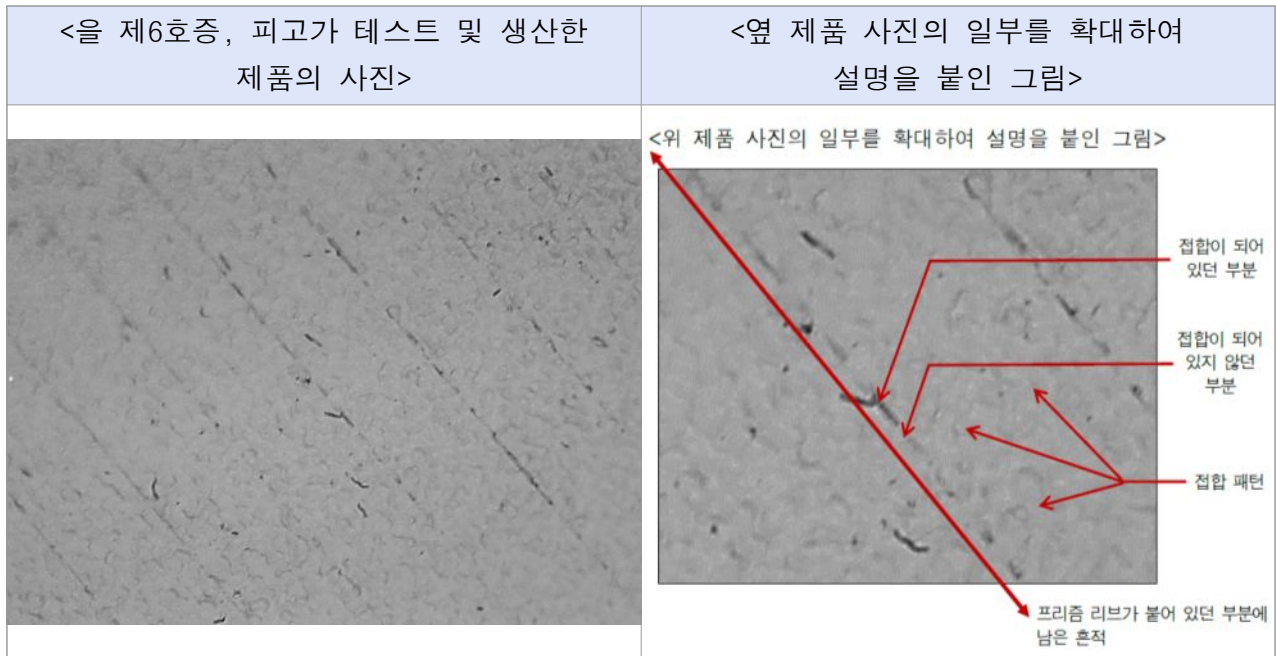 <을 제6호증, 피고가 테스트 및 생산한
제품의 사진>
<옆 제품 사진의 일부를 확대하여
설명을 붙인 그림>
<위 제품 사진의 일부를 확대하여 설명을 붙인 그림>
접합이 되어
있던 부분
접합이 되어
있지 않던
부분
접합 패턴
프리즘 리브가 붙어 있던 부분에
남은 흔적